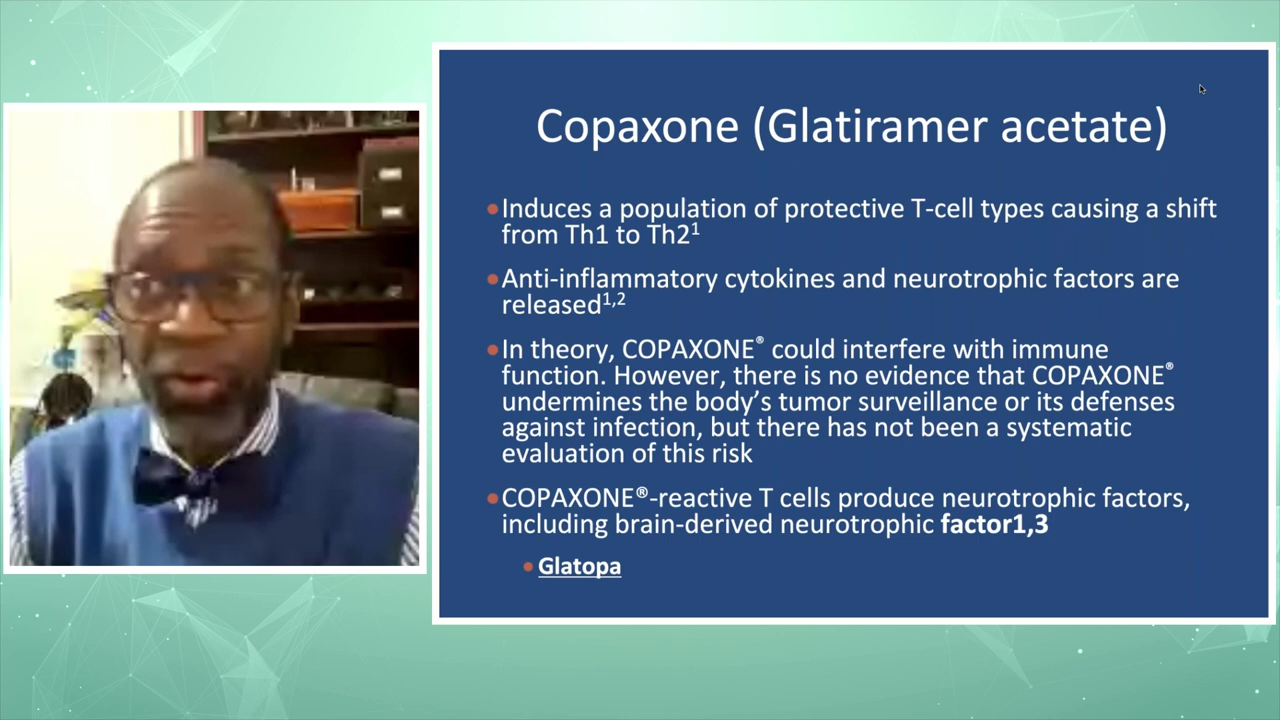 Copaxone (Glatiramer acetate)
•Induces a population of protective T-cell types causing a shift
from Th1 to Th2¹
•Anti-inflammatory cytokines and neurotrophic factors are
released¹,²
•In theory, COPAXONE® could interfere with immune
function. However, there is no evidence that COPAXONE®
undermines the body’s tumor surveillance or its defenses
against infection, but there has not been a systematic
evaluation of this risk
•COPAXONE®-reactive T cells produce neurotrophic factors,
including brain-derived neurotrophic factor1,3
• Glatopa